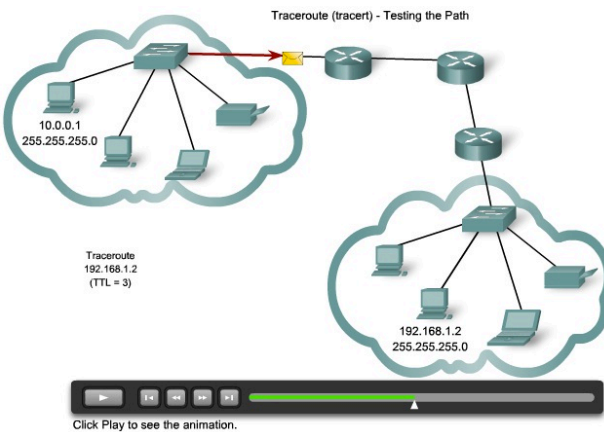 Traceroute (tracert) - Testing the Path
10.0.0.1
255.255.255.0
Traceroute
192.168.1.2
(TTL = 3)
192.168.1.2
255.255.255.0
Click Play to see the animation.